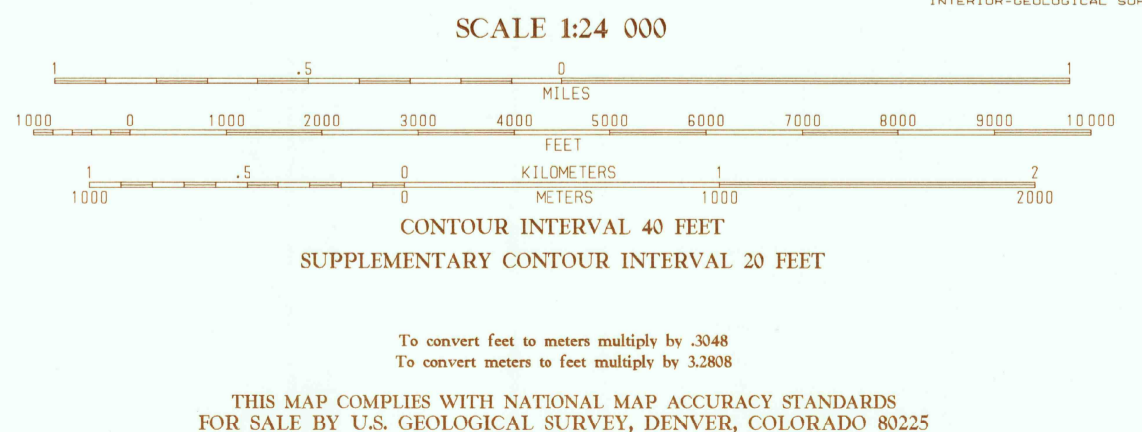 INTERIOR-GEOLOGICAL
SCALE 1:24 000
1 .5 0 1
MILES
1000 0 1000 2000 3000 4000 5000 6000 7000 8000 9000 10 000
FEET
1 .5 0 KILOMETERS 1 2
1000 0 METERS 1000 2000
CONTOUR INTERVAL 40 FEET
SUPPLEMENTARY CONTOUR INTERVAL 20 FEET
To convert feet to meters multiply by .3048
To convert meters to feet multiply by 3.2808
THIS MAP COMPLIES WITH NATIONAL MAP ACCURACY STANDARDS
FOR SALE BY U.S. GEOLOGICAL SURVEY, DENVER, COLORADO 80225